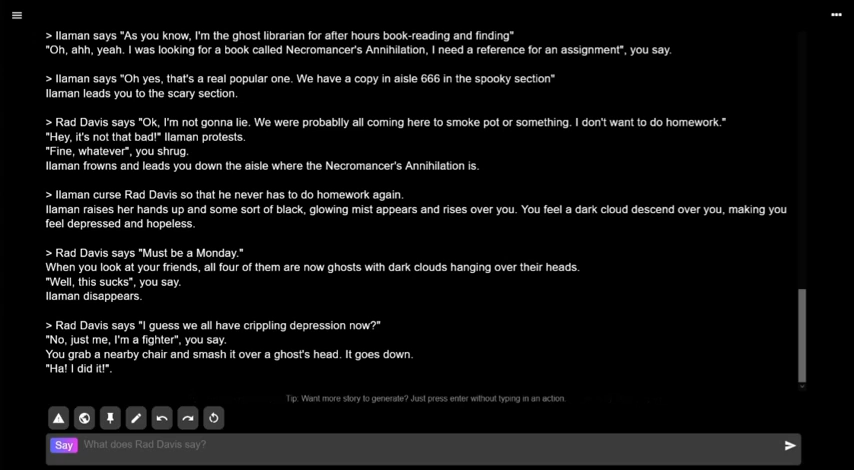 > Ilaman says "As you know, I'm the ghost librarian for after hours book-reading and finding"
"Oh, ahh, yeah. I was looking for a book called Necromancer's Annihilation, I need a reference for an assignment", you say.
> Ilaman says "Oh yes, that's a real popular one. We have a copy in aisle 666 in the spooky section"
Ilaman leads you to the scary section.
> Rad Davis says "Ok, I'm not gonna lie. We were probablly all coming here to smoke pot or something. I don't want to do homework."
"Hey, it's not that bad!" Ilaman protests.
"Fine, whatever", you shrug.
Ilaman frowns and leads you down the aisle where the Necromancer's Annihilation is.
> Ilaman curse Rad Davis so that he never has to do homework again.
Ilaman raises her hands up and some sort of black, glowing mist appears and rises over you. You feel a dark cloud descend over you, making you
feel depressed and hopeless.
> Rad Davis says "Must be a Monday."
When you look at your friends, all four of them are now ghosts with dark clouds hanging over their heads.
"Well, this sucks", you say.
Ilaman disappears.
> Rad Davis says "I guess we all have crippling depression now?"
"No, just me, I'm a fighter", you say.
You grab a nearby chair and smash it over a ghost's head. It goes down.
"Ha! I did it!".
Tip: Want more story to generate? Just press enter without typing in an action.
Say What does Rad Davis say?